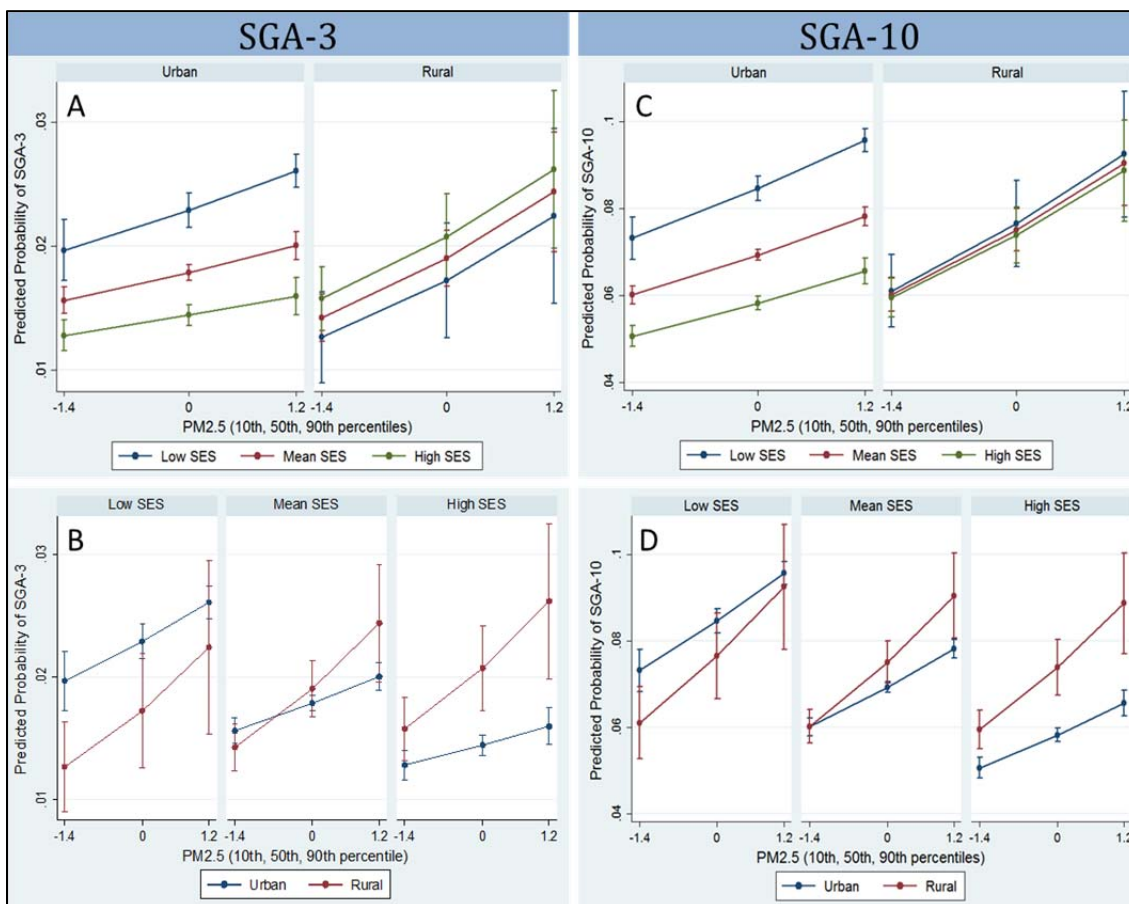 SGA-3
Urban
Rural
A
Predicted Probability of SGA-3
.03
.02
.01
-1.4
0
1.2
-1.4
0
1.2
PM2.5 (10th, 50th, 90th percentiles)
Low SES
Mean SES
High SES
Low SES
Mean SES
High SES
B
Predicted Probability of SGA-3
.03
.02
.01
-1.4
0
1.2
-1.4
0
1.2
-1.4
0
1.2
PM2.5 (10th, 50th, 90th percentile)
Urban
Rural
SGA-10
Urban
Rural
C
Predicted Probability of SGA-10
.1
.08
.06
.04
-1.4
0
1.2
-1.4
0
1.2
PM2.5 (10th, 50th, 90th percentiles)
Low SES
Mean SES
High SES
Low SES
Mean SES
High SES
D
Predicted Probability of SGA-10
.1
.08
.06
.04
-1.4
0
1.2
-1.4
0
1.2
-1.4
0
1.2
PM2.5 (10th, 50th, 90th percentiles)
Urban
Rural